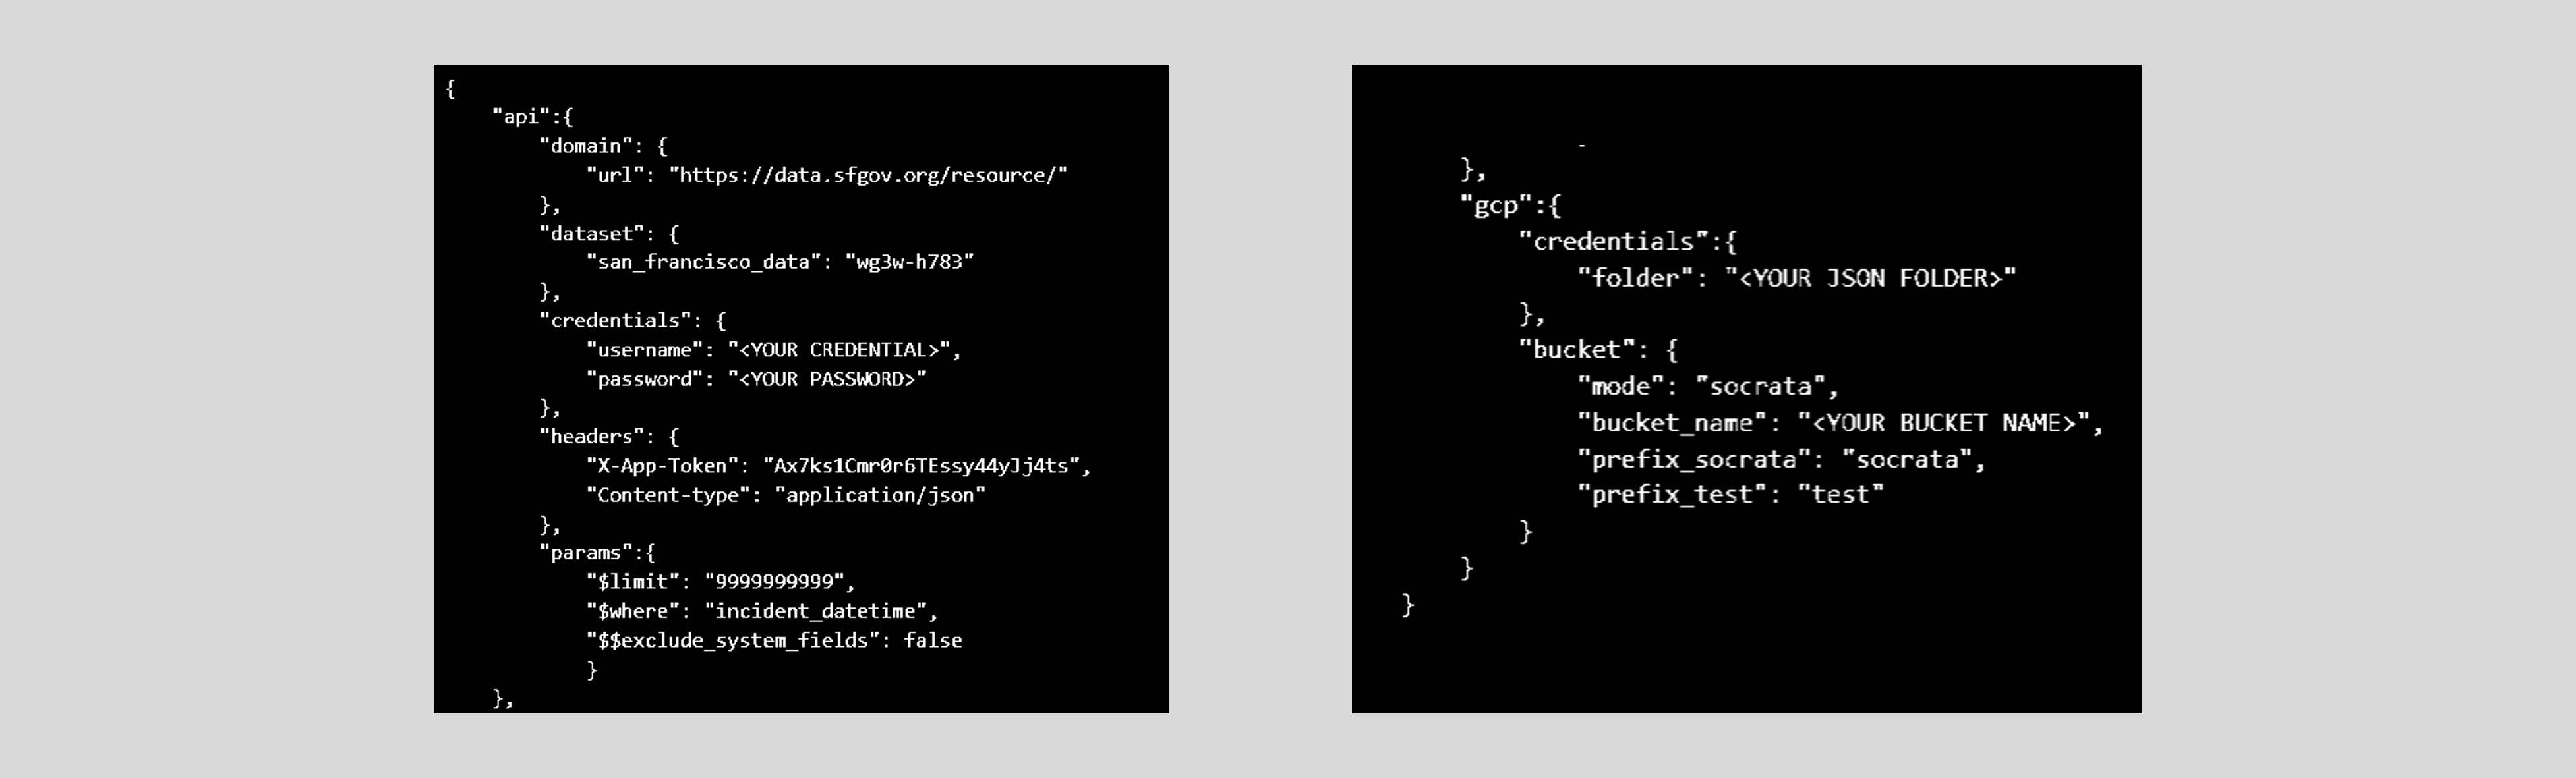 {
"api":{
"domain": {
"url": "https://data.sfgov.org/resource/"
},
"dataset": {
"san_francisco_data": "wg3w-h783"
},
"credentials": {
"username": "<YOUR CREDENTIAL>",
"password": "<YOUR PASSWORD>"
},
"headers": {
"X-App-Token": "Ax7ks1Cmr0r6TEssy44yJj4ts",
"Content-type": "application/json"
},
"params":{
"$limit": "9999999999",
"$where": "incident_datetime",
"$$exclude_system_fields": false
}
},
},
"gcp":{
"credentials":{
"folder": "<YOUR JSON FOLDER>"
},
"bucket": {
"mode": "socrata",
"bucket_name": "<YOUR BUCKET NAME>",
"prefix_socrata": "socrata",
"prefix_test": "test"
}
}
}